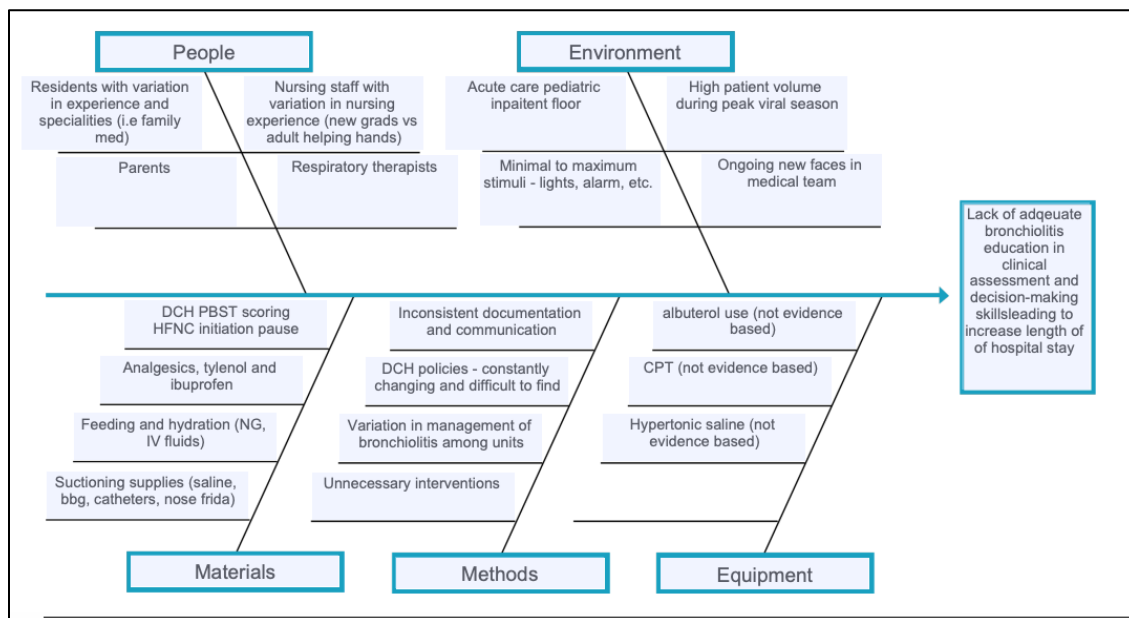 People
Environment
Residents with variation
in experience and
specialities (i.e family
med)
Nursing staff with
variation in nursing
experience (new grads vs
adult helping hands)
Acute care pediatric
inpaitent floor
High patient volume
during peak viral season
Parents
Respiratory therapists
Minimal to maximum
stimuli - lights, alarm, etc.
Ongoing new faces in
medical team
Lack of adqeuate
bronchiolitis
education in
clinical
assessment and
decision-making
skillsleading to
increase length of
of hospital stay
DCH PBST scoring
HFNC initiation pause
Analgesics, tylenol and
ibuprofen
Feeding and hydration (NG,
IV fluids)
Suctioning supplies (saline,
bbg, catheters, nose frida)
Inconsistent documentation
and communication
DCH policies - constantly
changing and difficult to find
Variation in management of
bronchiolitis among units
Unnecessary interventions
albuterol use (not evidence
based)
CPT (not evidence based)
Hypertonic saline (not
evidence based)
Materials
Methods
Equipment